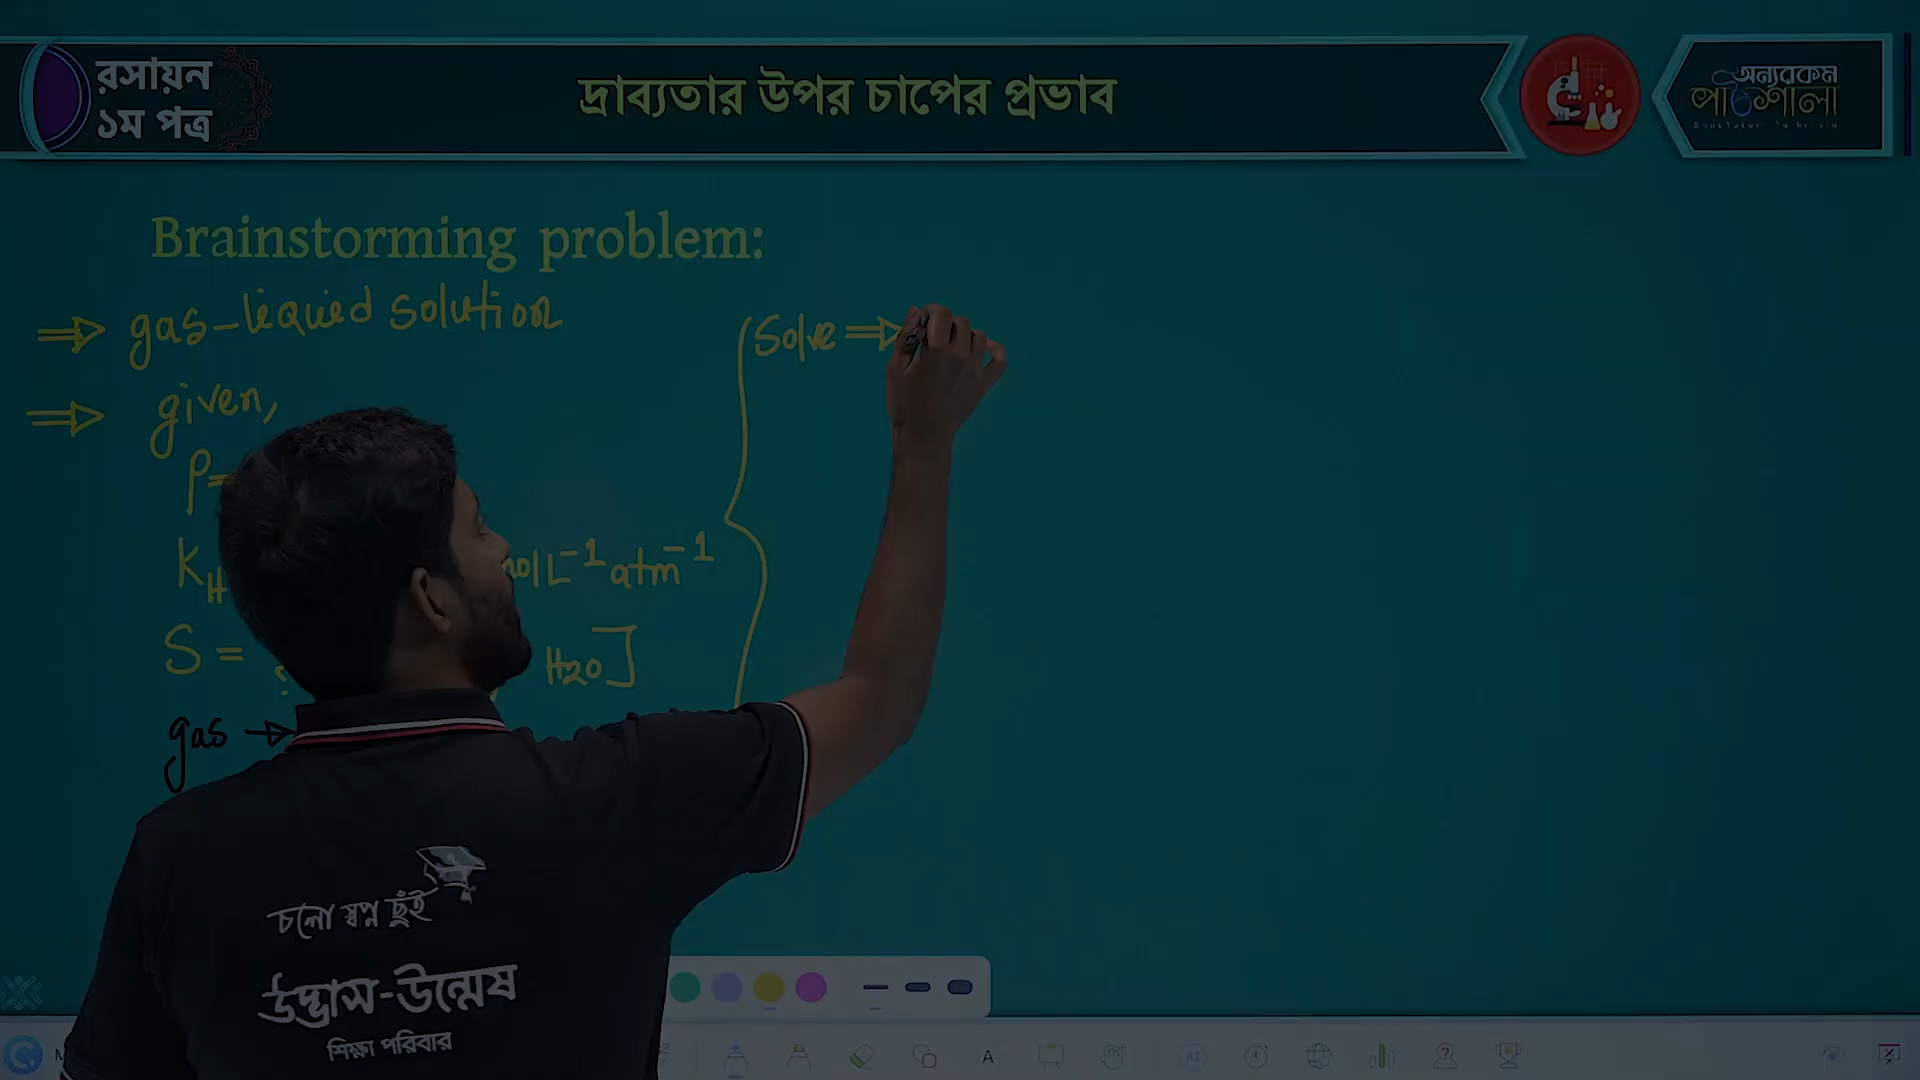 রসায়ন
১ম পত্র
দ্রাব্যতার উপর চাপের প্রভাব
অন্যরকম
পাঠশালা
Brainstorming problem:
⇒ gas-liquid solution
⇒ given,
P=
K_H mol L⁻¹ atm⁻¹
S = ? H₂O]
gas →
Solve ⇒
চলো স্বপ্ন ছুঁই
উদ্ভাস-উন্মেষ
শিক্ষা পরিবার